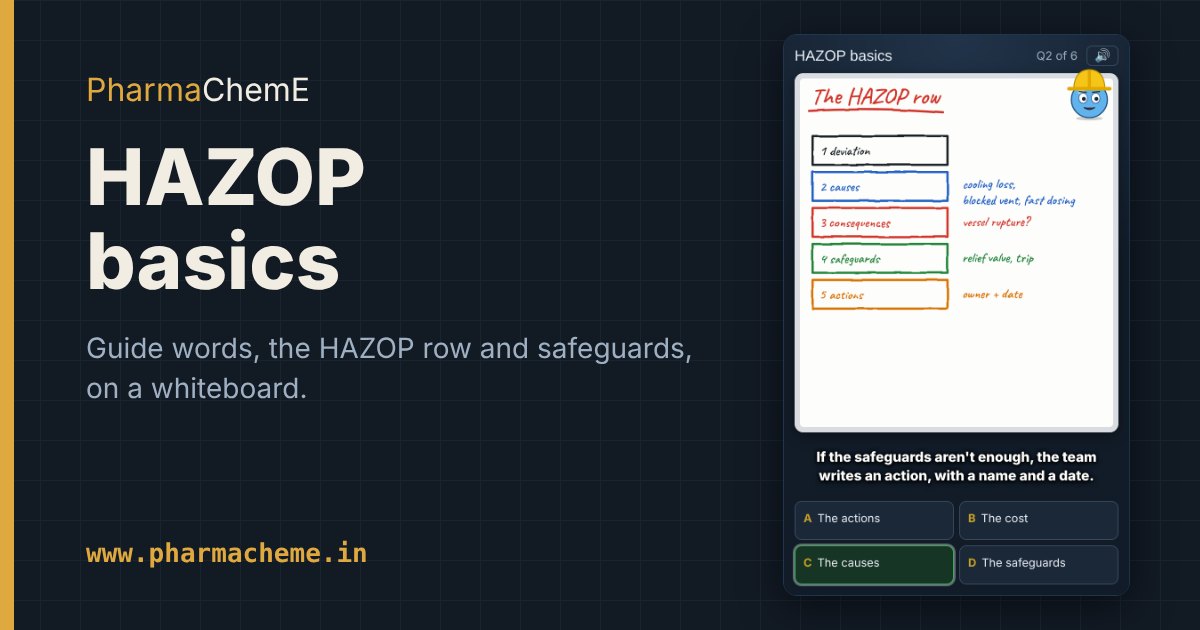 PharmaChemE
HAZOP
basics
Guide words, the HAZOP row and safeguards,
on a whiteboard.
www.pharmacheme.in
HAZOP basics
Q2 of 6
The HAZOP row
1 deviation
2 causes
cooling loss,
blocked vent, fast dosing
3 consequences
vessel rupture?
4 safeguards
relief valve, trip
5 actions
owner + date
If the safeguards aren't enough, the team
writes an action, with a name and a date.
A The actions
B The cost
C The causes
D The safeguards